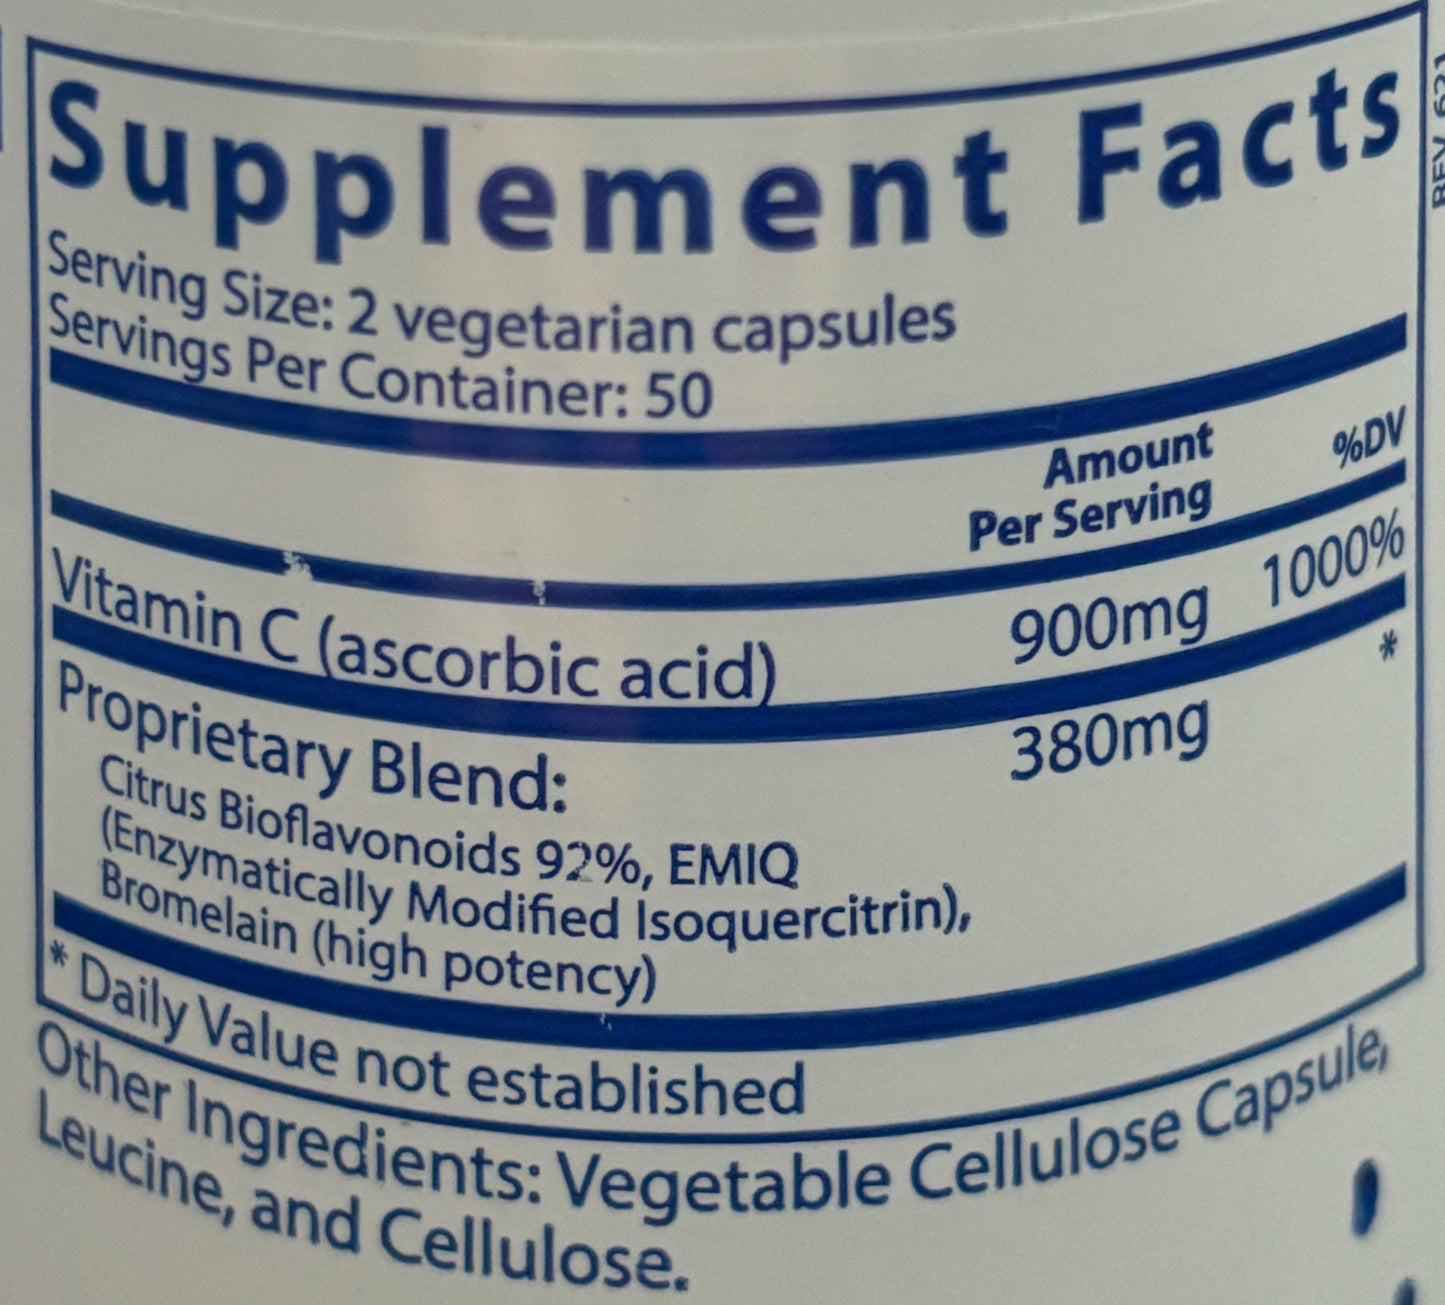 Supplement Facts
Serving Size: 2 vegetarian capsules
Servings Per Container: 50
Amount
Per Serving
%DV
Vitamin C (ascorbic acid) 900mg 1000%
Proprietary Blend: 380mg *
Citrus Bioflavonoids 92%, EMIQ
(Enzymatically Modified Isoquercitrin),
Bromelain (high potency)
* Daily Value not established
Other Ingredients: Vegetable Cellulose Capsule,
Leucine, and Cellulose.
REV 621